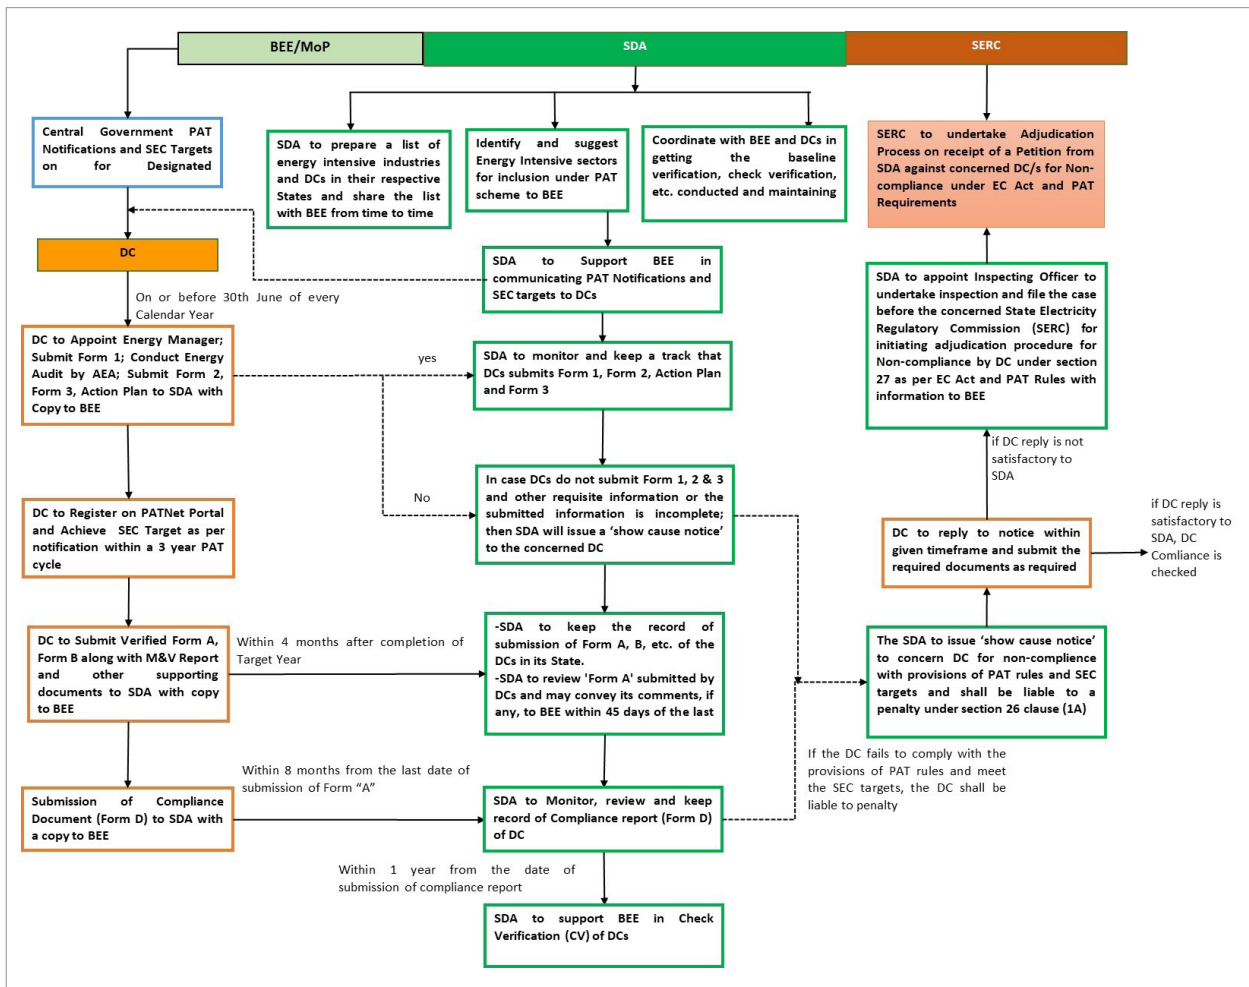 BEE/MoP
SDA
SERC
Central Government PAT
Notifications and SEC Targets
on for Designated
SDA to prepare a list of
energy intensive industries
and DCs in their respective
States and share the list
with BEE from time to time
Identify and suggest
Energy Intensive sectors
for inclusion under PAT
scheme to BEE
Coordinate with BEE and DCs in
getting the baseline
verification, check verification,
etc. conducted and maintaining
SERC to undertake Adjudication
Process on receipt of a Petition from
SDA against concerned DC/s for Non-
compliance under EC Act and PAT
Requirements
DC
SDA to Support BEE in
communicating PAT Notifications and
SEC targets to DCs
SDA to appoint Inspecting Officer to
undertake inspection and file the case
before the concerned State Electricity
Regulatory Commission (SERC) for
initiating adjudication procedure for
Non-compliance by DC under section
27 as per EC Act and PAT Rules with
information to BEE
On or before 30th June of every
Calendar Year
DC to Appoint Energy Manager;
Submit Form 1; Conduct Energy
Audit by AEA; Submit Form 2,
Form 3, Action Plan to SDA with
Copy to BEE
yes
SDA to monitor and keep a track that
DCs submits Form 1, Form 2, Action Plan
and Form 3
if DC reply is not
satisfactory to
SDA
No
In case DCs do not submit Form 1, 2 & 3
and other requisite information or the
submitted information is incomplete;
then SDA will issue a ‘show cause notice’
to the concerned DC
DC to Register on PATNet Portal
and Achieve SEC Target as per
notification within a 3 year PAT
cycle
DC to reply to notice within
given timeframe and submit the
required documents as required
if DC reply is
satisfactory to
SDA, DC
Comliance is
checked
DC to Submit Verified Form A,
Form B along with M&V Report
and other supporting
documents to SDA with copy
to BEE
Within 4 months after completion of
Target Year
-SDA to keep the record of
submission of Form A, B, etc. of the
DCs in its State.
-SDA to review 'Form A' submitted by
DCs and may convey its comments, if
any, to BEE within 45 days of the last
The SDA to issue ‘show cause notice’
to concern DC for non-compliance
with provisions of PAT rules and SEC
targets and shall be liable to a
penalty under section 26 clause (1A)
Within 8 months from the last date of
submission of Form “A”
If the DC fails to comply with the
provisions of PAT rules and meet
the SEC targets, the DC shall be
liable to penalty
Submission of Compliance
Document (Form D) to SDA with
a copy to BEE
SDA to Monitor, review and keep
record of Compliance report (Form D)
of DC
Within 1 year from the date of
submission of compliance report
SDA to support BEE in Check
Verification (CV) of DCs